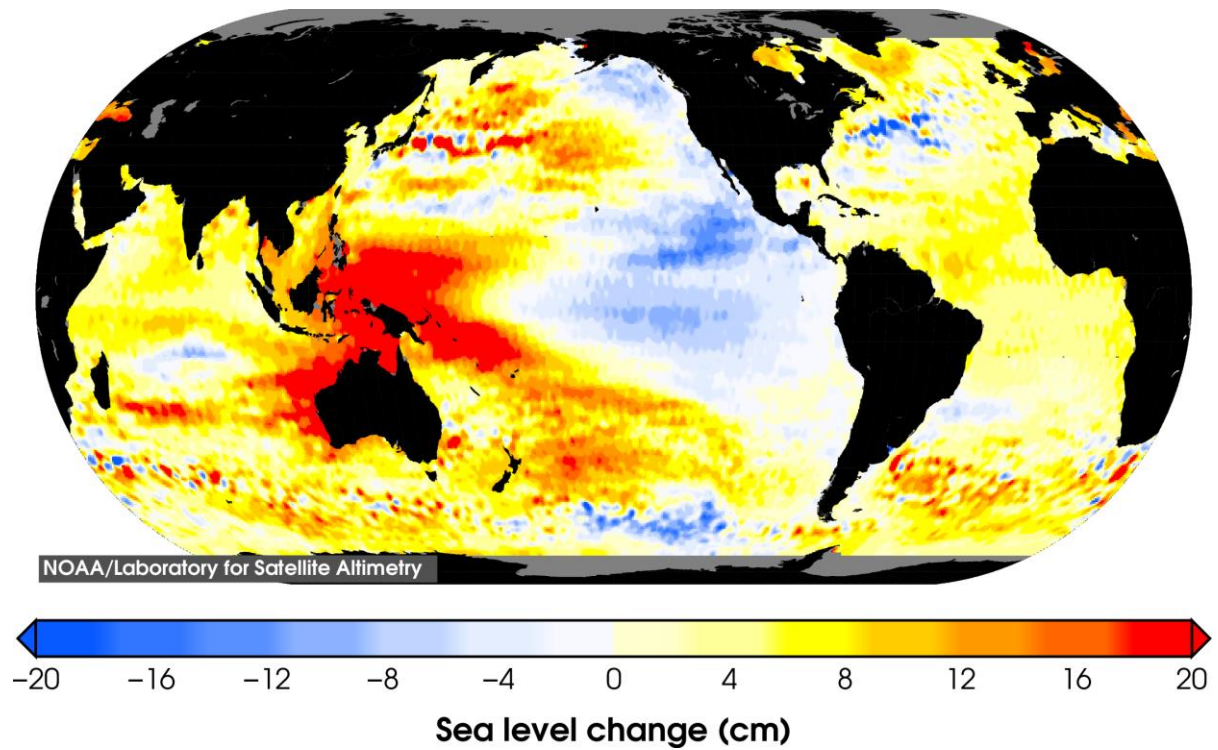 NOAA/Laboratory for Satellite Altimetry
−20 −16 −12 −8 −4 0 4 8 12 16 20
Sea level change (cm)